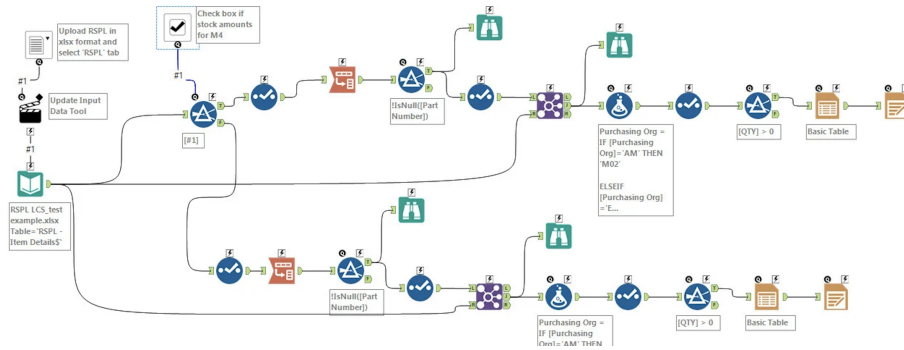 Upload RSPL in
xlsx format and
select `RSPL` tab
Check box if
stock amounts
for M4
#1
#1
Update Input
Data Tool
#1
[#1]
!IsNull([Part
Number])
Purchasing Org =
IF [Purchasing
Org]='AM' THEN
'M02'
ELSEIF
[Purchasing Org]
='E...
[QTY] > 0
Basic Table
RSPL LCS_test
example.xlsx
Table=`RSPL -
Item Details$`
!IsNull([Part
Number])
Purchasing Org =
IF [Purchasing
Org]='AM' THEN
[QTY] > 0
Basic Table